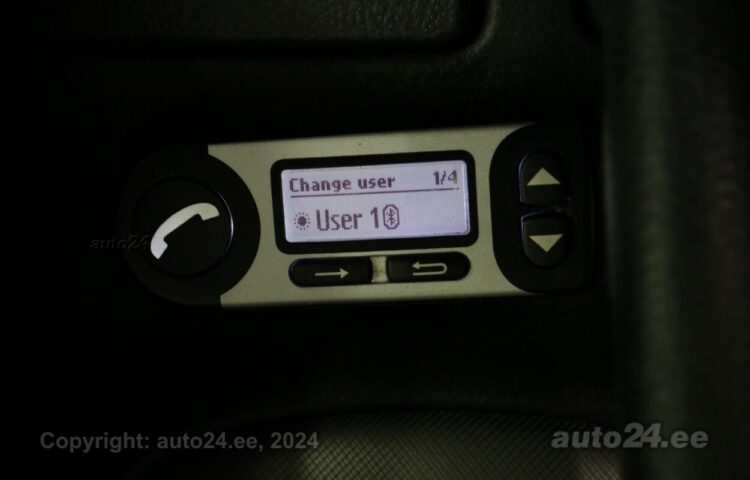 Change user 1/4
User 1
auto24
Copyright: auto24.ee, 2024
auto24.ee